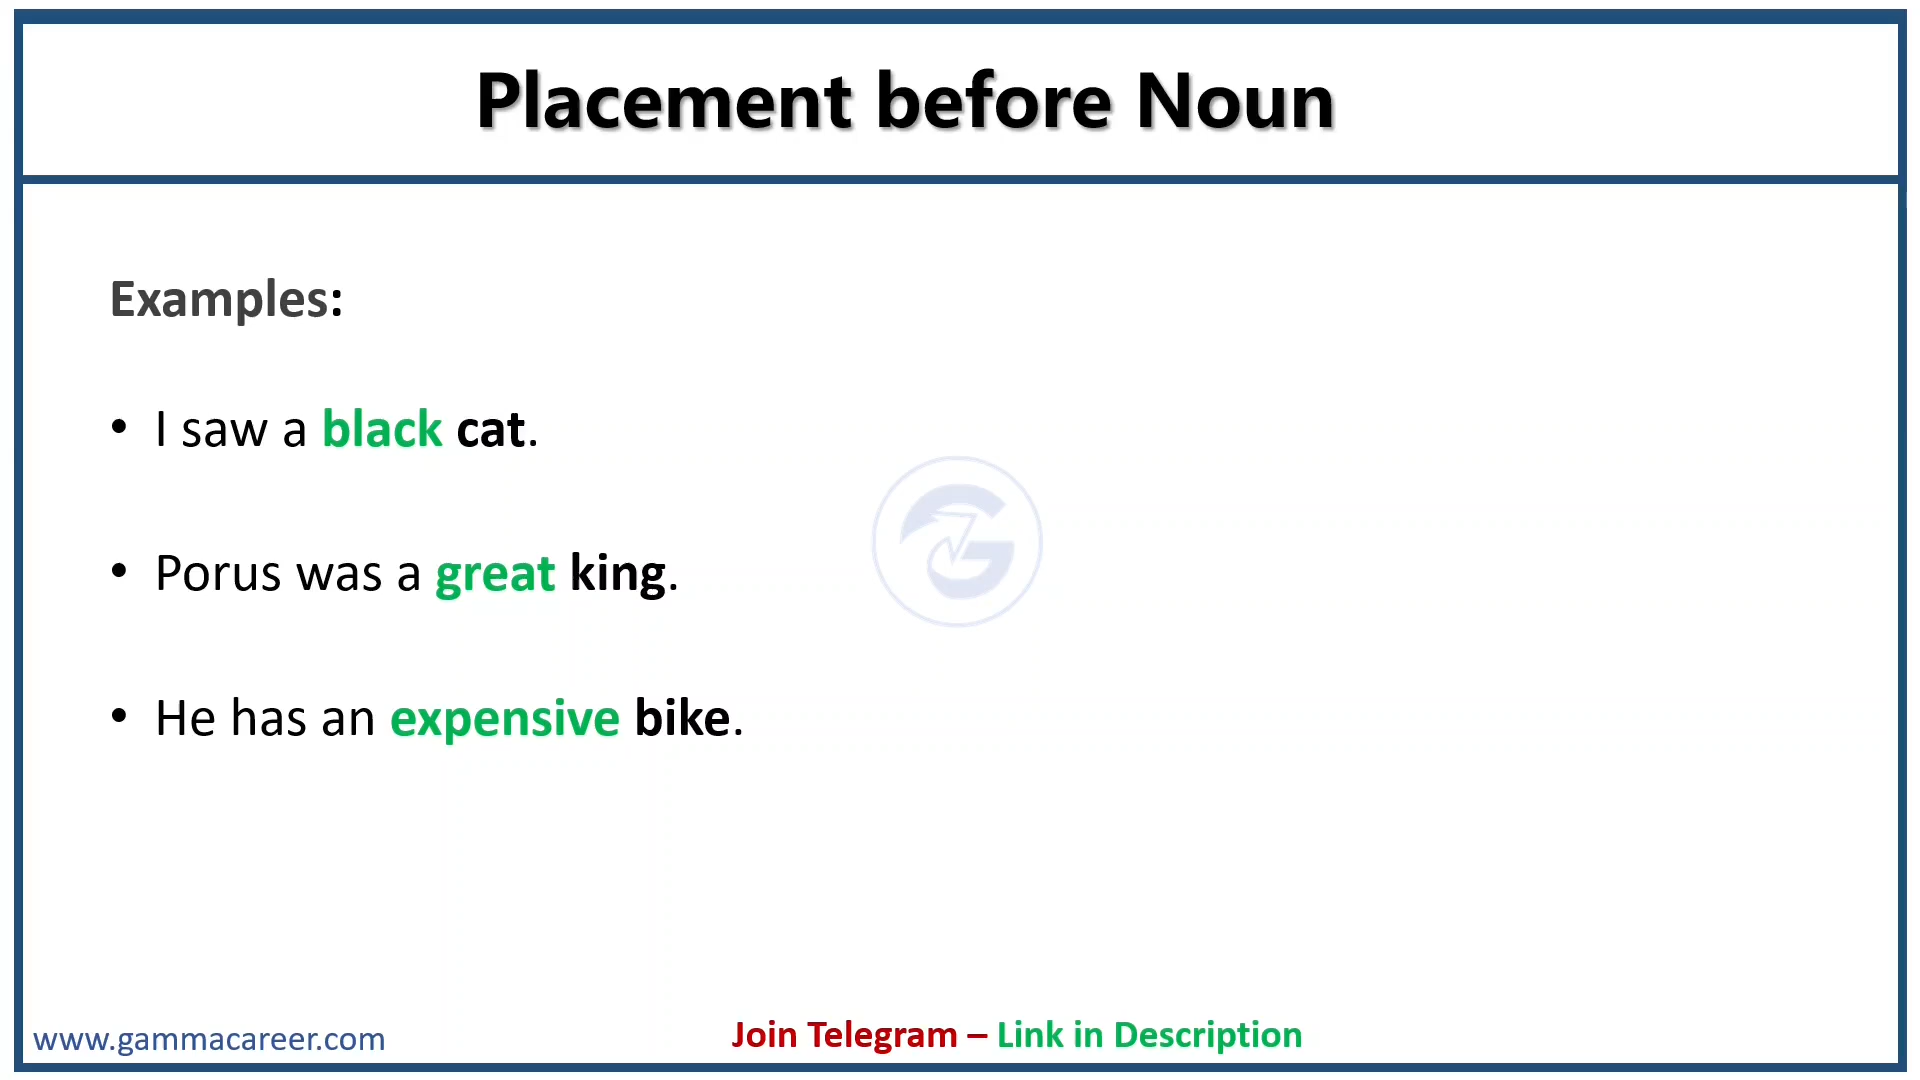 Placement before Noun
Examples:
• I saw a black cat.
• Porus was a great king.
• He has an expensive bike.
www.gammacareer.com
Join Telegram – Link in Description